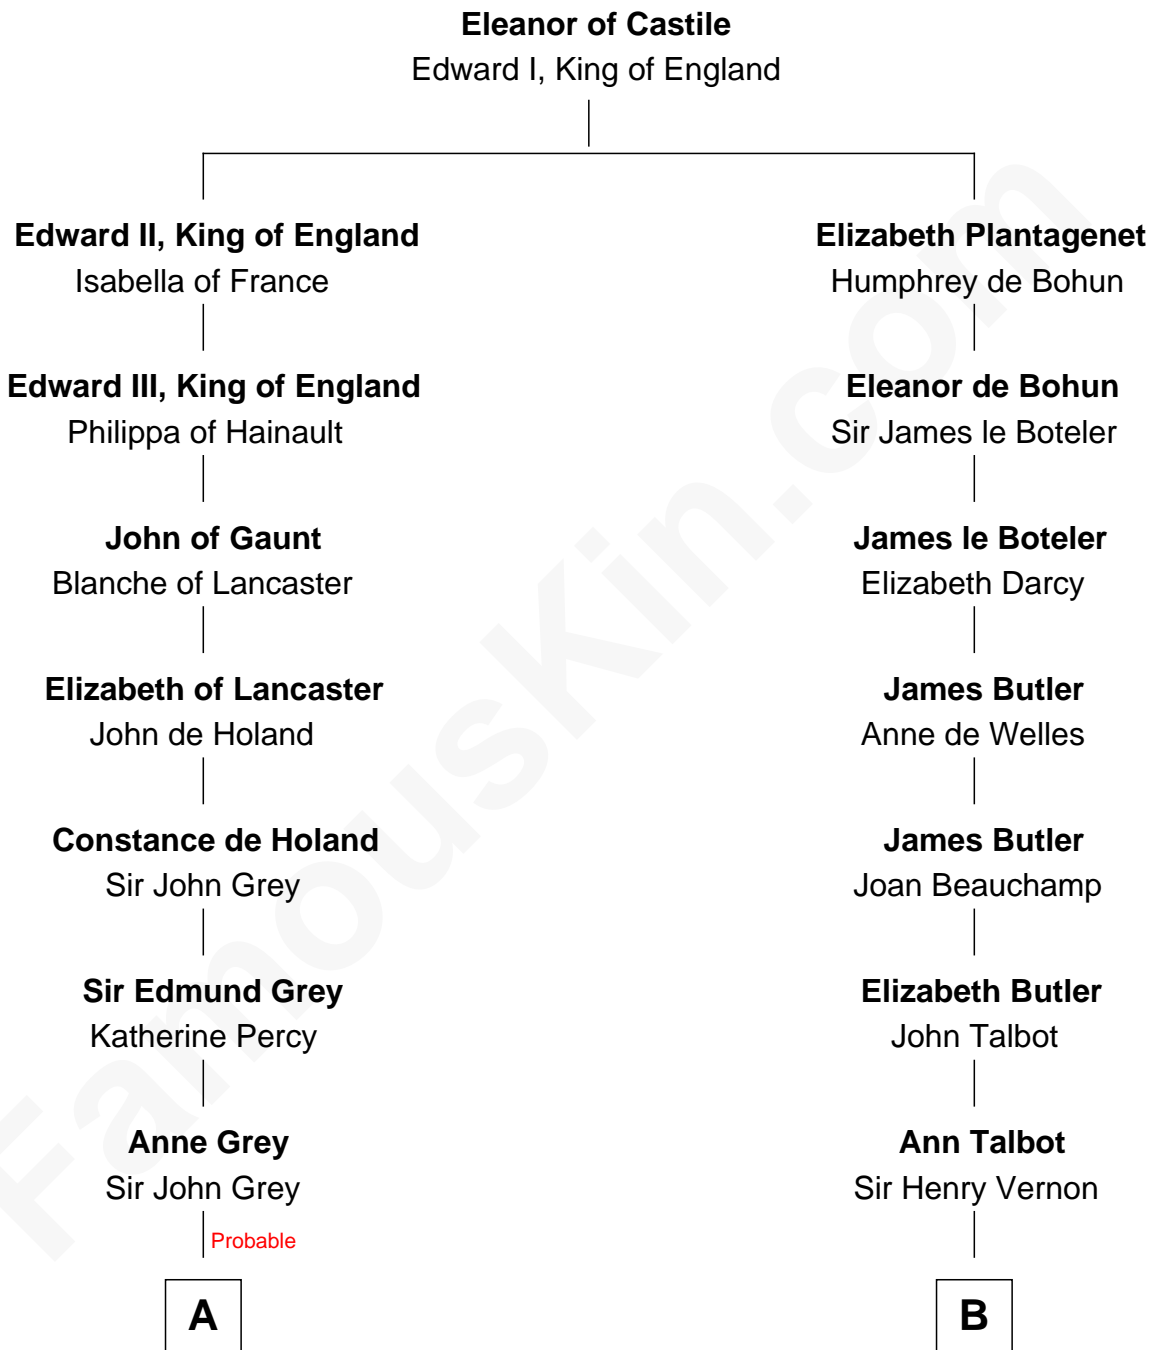 Eleanor of Castile
Edward I, King of England
Edward II, King of England
Isabella of France
Elizabeth Plantagenet
Humphrey de Bohun
Edward III, King of England
Philippa of Hainault
Eleanor de Bohun
Sir James le Boteler
John of Gaunt
Blanche of Lancaster
James le Boteler
Elizabeth Darcy
Elizabeth of Lancaster
John de Holand
James Butler
Anne de Welles
Constance de Holand
Sir John Grey
James Butler
Joan Beauchamp
Sir Edmund Grey
Katherine Percy
Elizabeth Butler
John Talbot
Anne Grey
Sir John Grey
Ann Talbot
Sir Henry Vernon
Probable
A
B
FamousKin.com